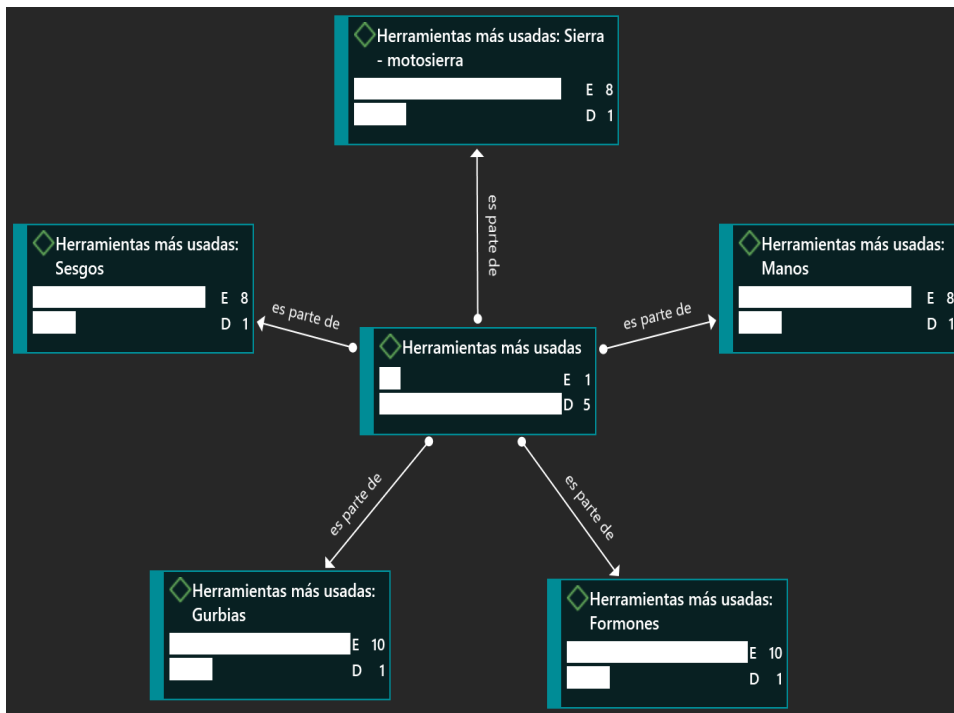 Herramientas más usadas: Sierra
- motosierra
E 8
D 1
es parte de
Herramientas más usadas:
Sesgos
E 8
D 1
es parte de
Herramientas más usadas:
Manos
E 8
D 1
es parte de
Herramientas más usadas
E 1
D 5
es parte de
es parte de
Herramientas más usadas:
Gurbias
E 10
D 1
Herramientas más usadas:
Formones
E 10
D 1